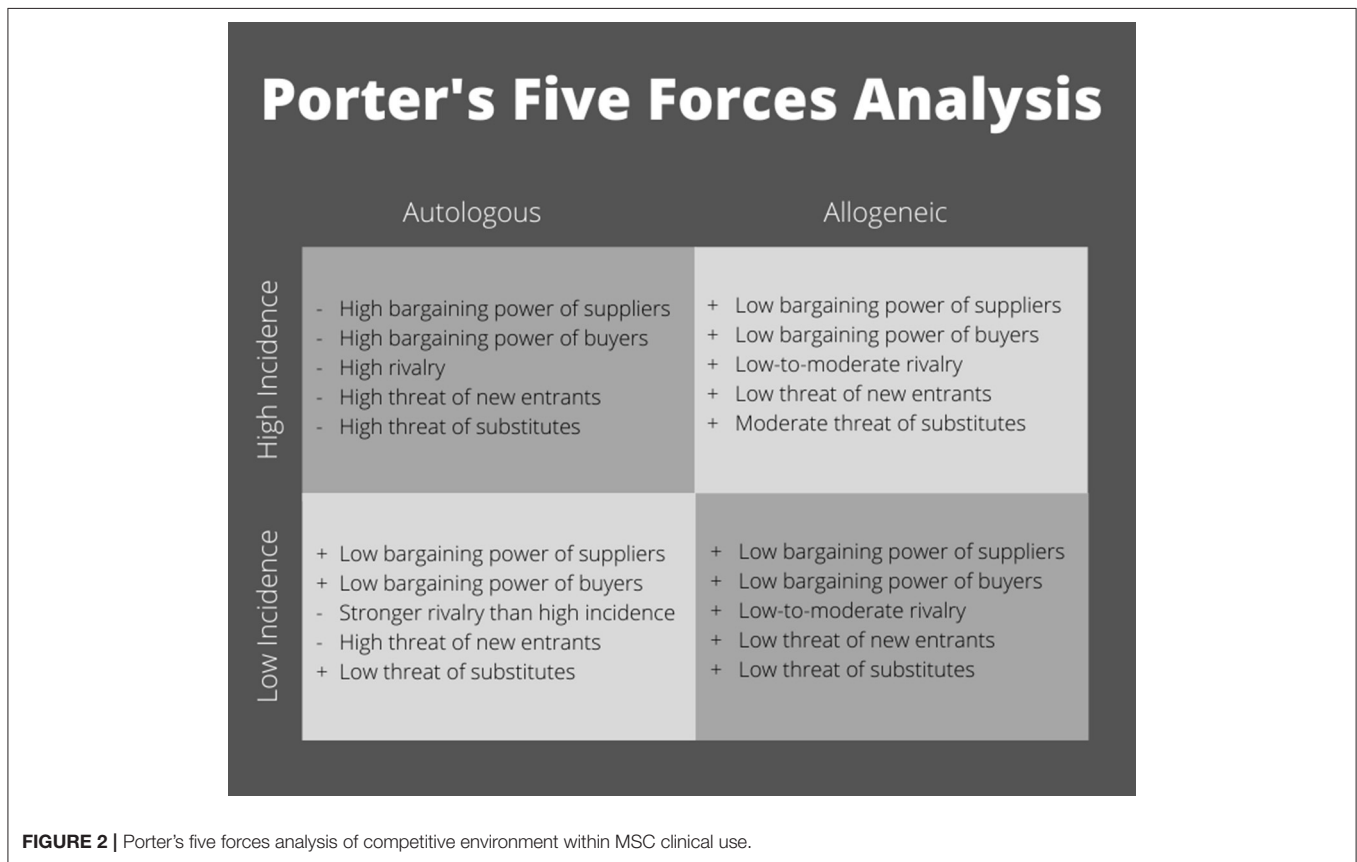 Porter's Five Forces Analysis
Autologous
Allogeneic
High Incidence
- High bargaining power of suppliers
- High bargaining power of buyers
- High rivalry
- High threat of new entrants
- High threat of substitutes
+ Low bargaining power of suppliers
+ Low bargaining power of buyers
+ Low-to-moderate rivalry
+ Low threat of new entrants
+ Moderate threat of substitutes
Low Incidence
+ Low bargaining power of suppliers
+ Low bargaining power of buyers
- Stronger rivalry than high incidence
- High threat of new entrants
+ Low threat of substitutes
+ Low bargaining power of suppliers
+ Low bargaining power of buyers
+ Low-to-moderate rivalry
+ Low threat of new entrants
+ Low threat of substitutes
FIGURE 2 | Porter's five forces analysis of competitive environment within MSC clinical use.